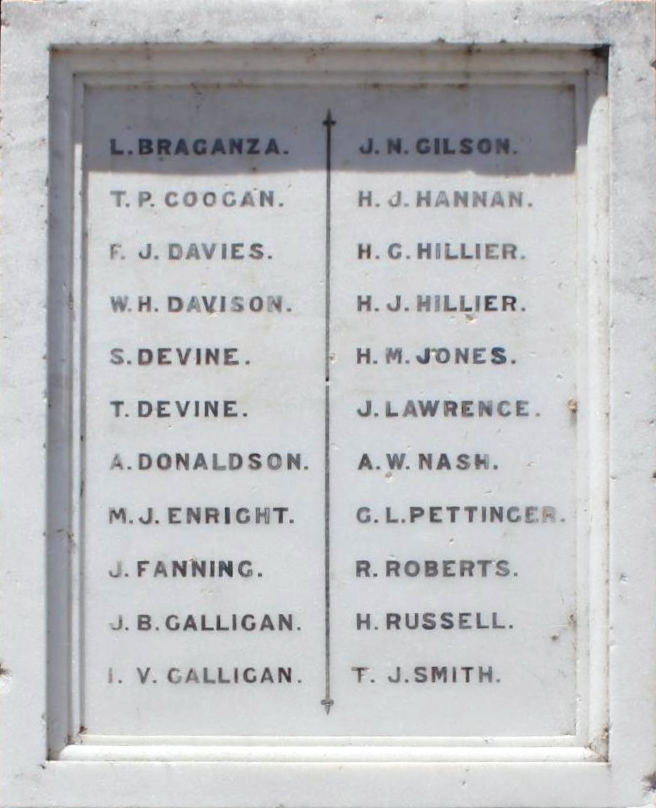 L. BRAGANZA.
T. P. COOGAN.
F. J. DAVIES.
W. H. DAVISON.
S. DEVINE.
T. DEVINE.
A. DONALDSON.
M. J. ENRIGHT.
J. FANNING.
J. B. GALLIGAN.
I. V. GALLIGAN.
J. N. GILSON.
H. J. HANNAN.
H. G. HILLIER.
H. J. HILLIER.
H. M. JONES.
J. LAWRENCE.
A. W. NASH.
G. L. PETTINGER.
R. ROBERTS.
H. RUSSELL.
T. J. SMITH.